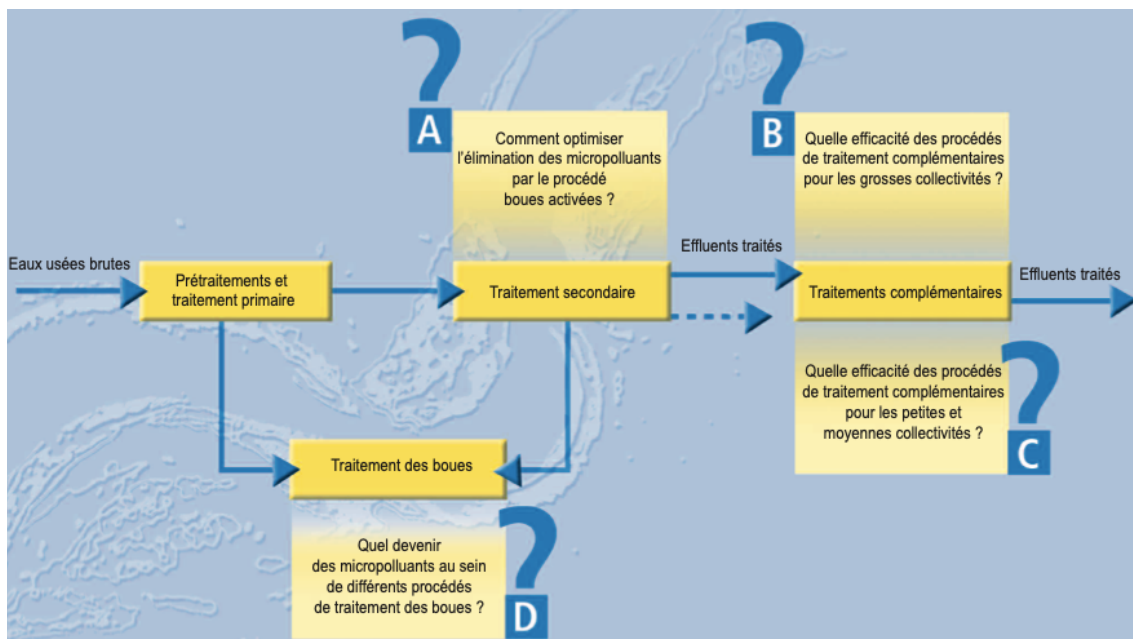 ?
A
Comment optimiser
l'élimination des micropolluants
par le procédé
boues activées ?
?
B
Quelle efficacité des procédés
de traitement complémentaires
pour les grosses collectivités ?
Eaux usées brutes
Prétraitements et
traitement primaire
Traitement secondaire
Effluents traités
Traitements complémentaires
Effluents traités
Quelle efficacité des procédés
de traitement complémentaires
pour les petites et
moyennes collectivités ?
?
C
Traitement des boues
Quel devenir
des micropolluants au sein
de différents procédés
de traitement des boues ?
?
D